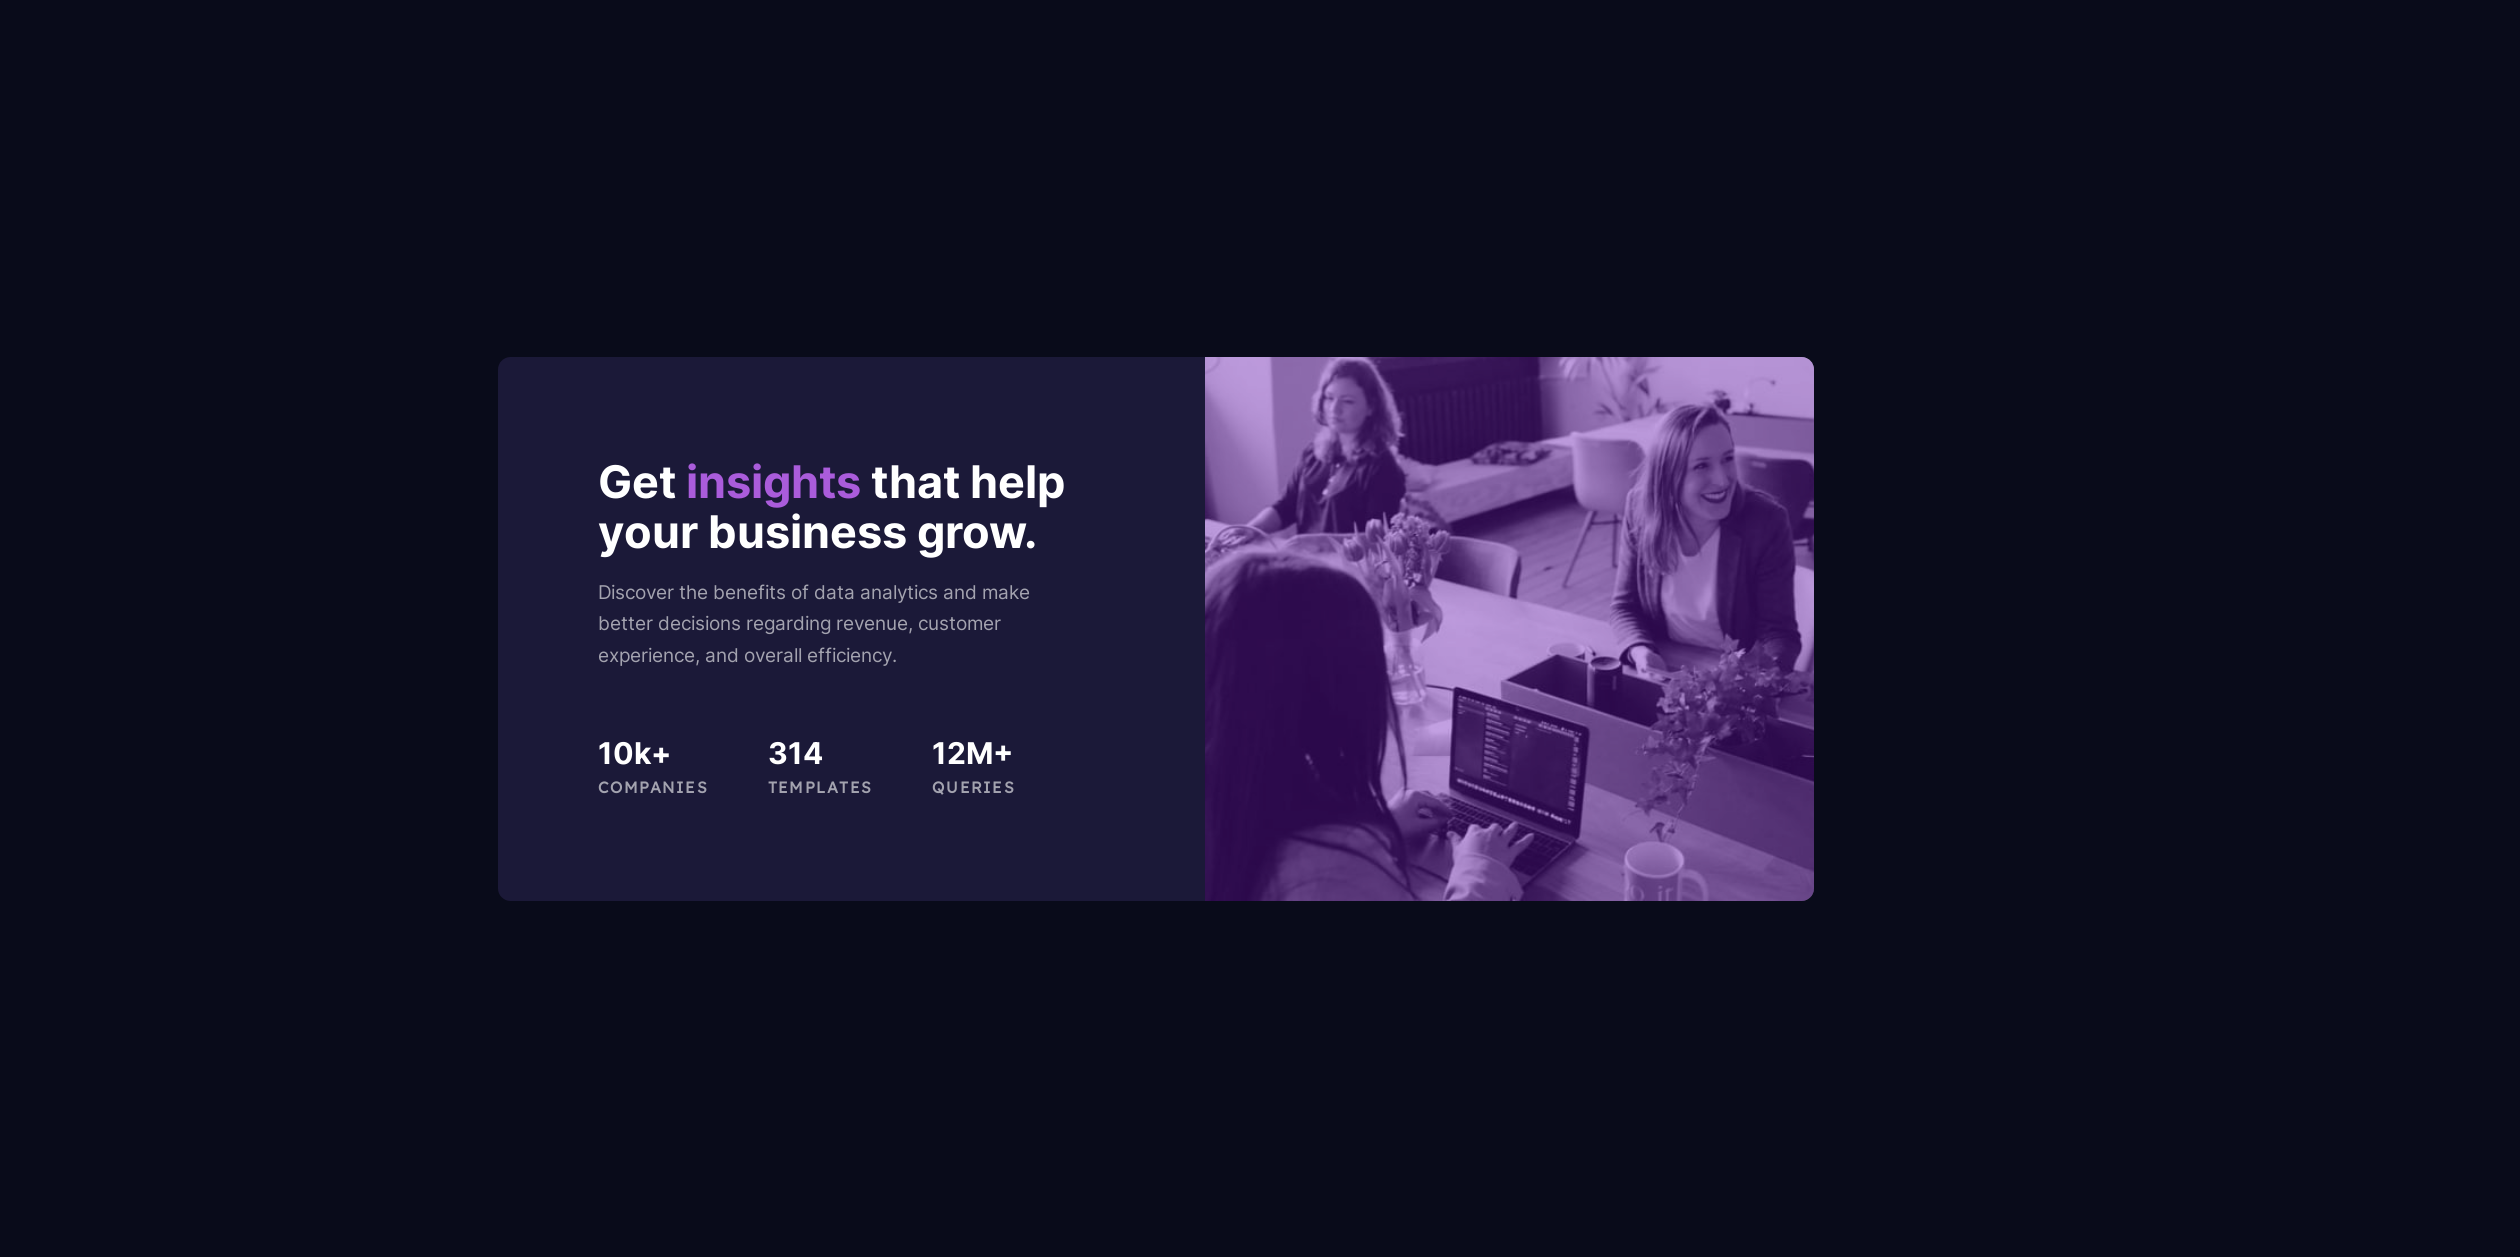 Get insights that help
your business grow.
Discover the benefits of data analytics and make
better decisions regarding revenue, customer
experience, and overall efficiency.
10k+ 314 12M+
COMPANIES TEMPLATES QUERIES